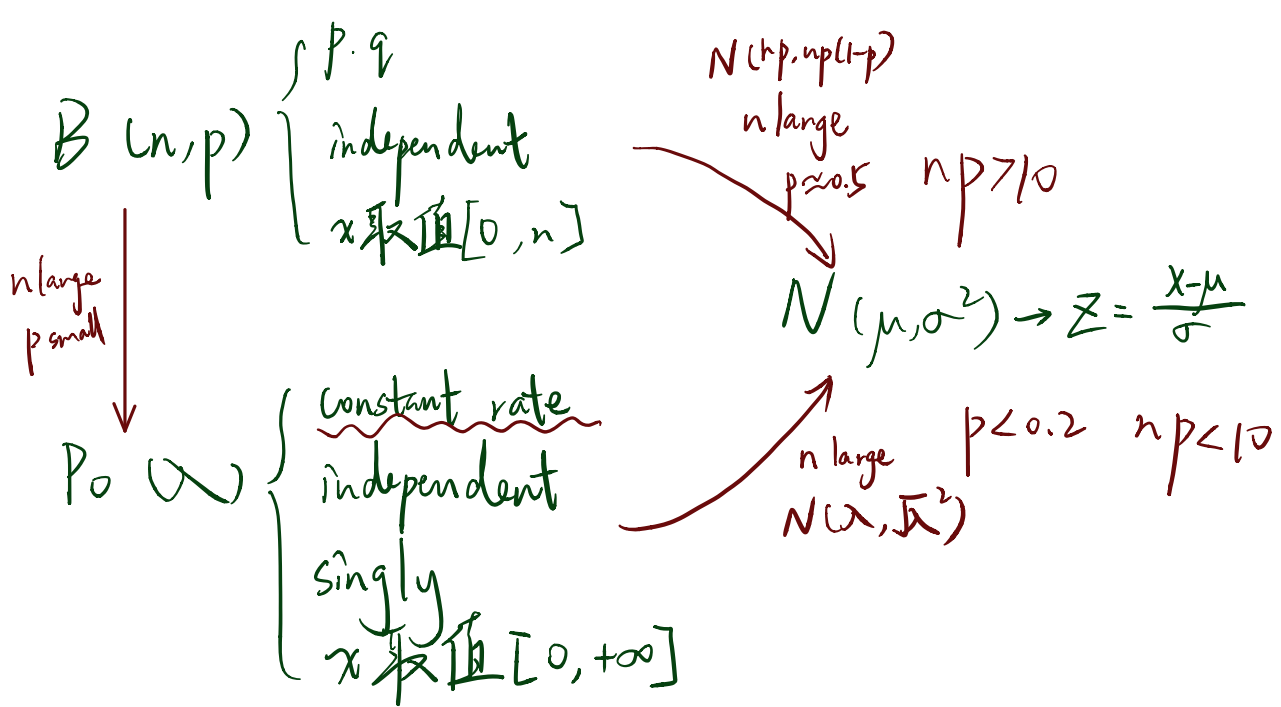 B (n,p)
p. q
independent
x取值[0,n]
n large
p small
Po (λ)
constant rate
independent
singly
x取值[0,+∞]
N(np,np(1-p)
n large
p≈0.5
np>10
N (μ,σ²) → Z = (x-μ)/σ
n large
N(λ,√λ²)
p<0.2
np<10